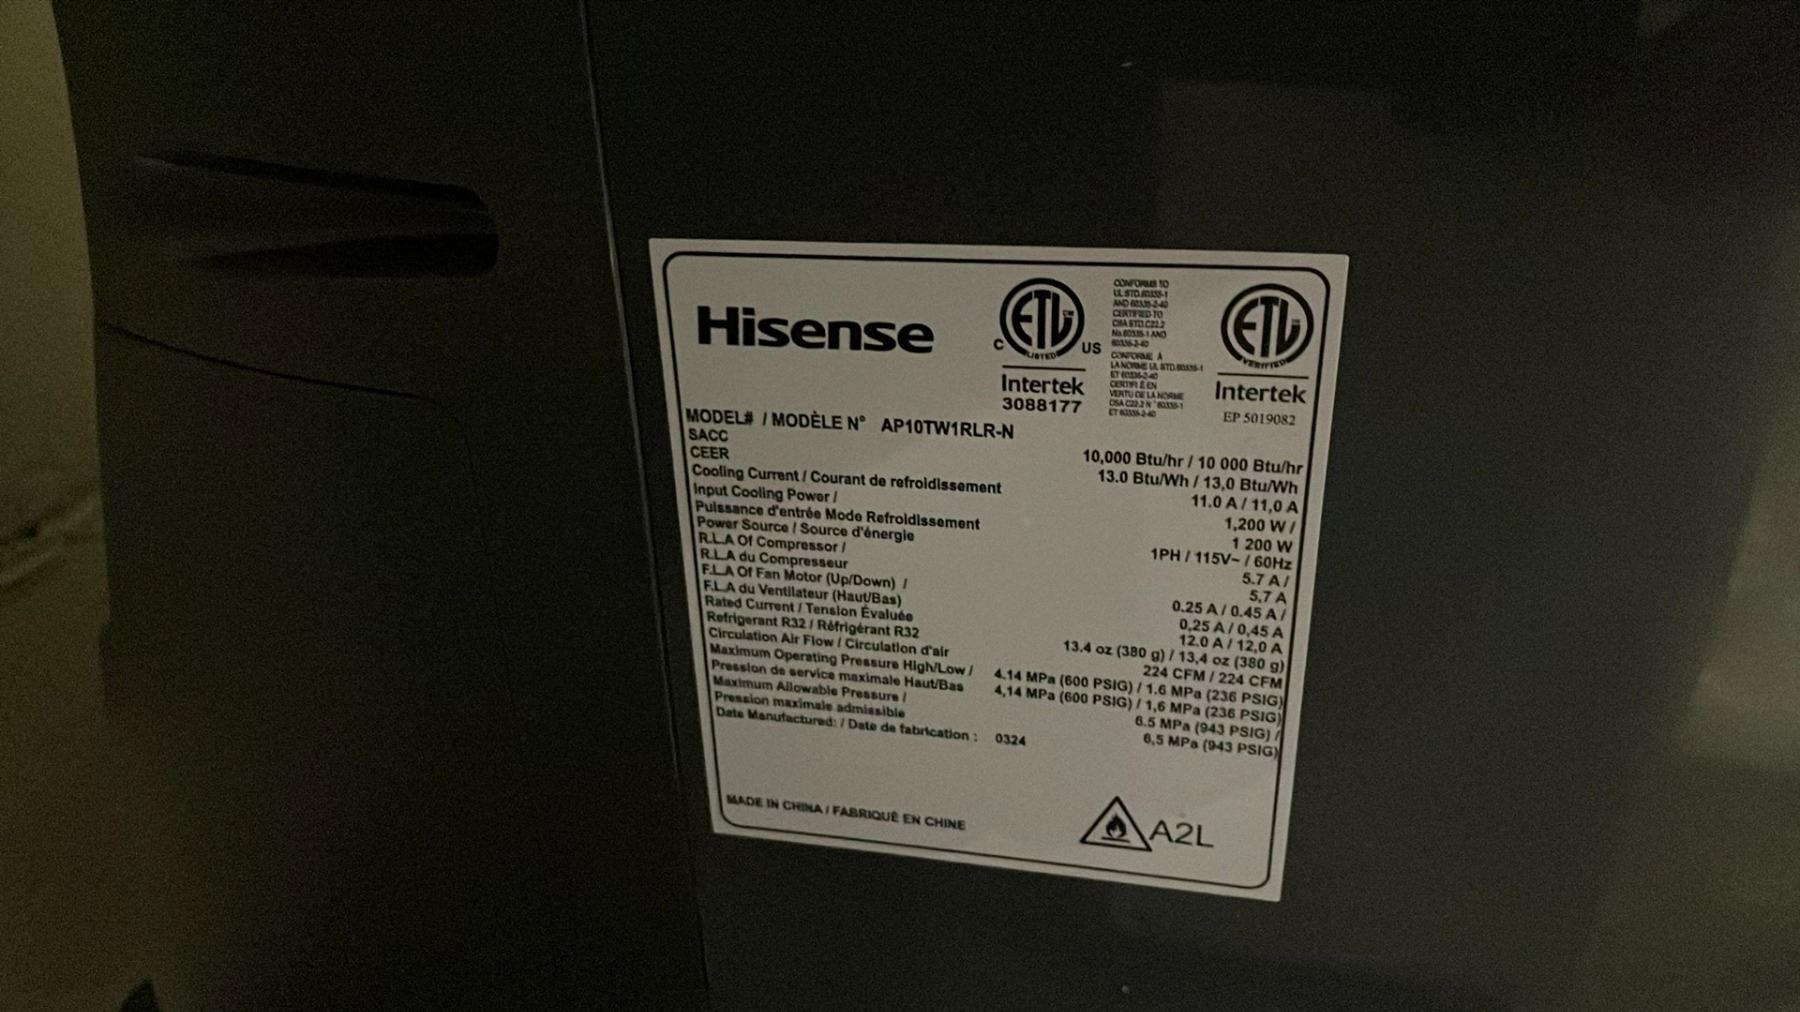 Hisense
ETL
CM
LISTED
C
US
Intertek
3088177
CONFORMS TO
UL STD.60335-1
AND 60335-2-40
CERTIFIED TO
CSA STD.C22.2
No.60335-1 AND
60335-2-40
CONFORME À
LA NORME UL STD.60335-1
ET 60335-2-40
CERTIFIÉ EN
VERTU DE LA NORME
CSA C22.2 N° 60335-1
ET 60335-2-40
ETL
VERIFIED
Intertek
EP 5019082
MODEL# / MODÈLE N° AP10TW1RLR-N
SACC 10,000 Btu/hr / 10 000 Btu/hr
CEER 13.0 Btu/Wh / 13,0 Btu/Wh
Cooling Current / Courant de refroidissement 11.0 A / 11,0 A
Input Cooling Power / 1,200 W /
Puissance d'entrée Mode Refroidissement 1 200 W
Power Source / Source d'énergie 1PH / 115V~ / 60Hz
R.L.A Of Compressor / 5.7 A /
R.L.A du Compresseur 5,7 A
F.L.A Of Fan Motor (Up/Down) / 0.25 A / 0.45 A /
F.L.A du Ventilateur (Haut/Bas) 0,25 A / 0,45 A
Rated Current / Tension Évaluée 12.0 A / 12,0 A
Refrigerant R32 / Réfrigérant R32 13.4 oz (380 g) / 13,4 oz (380 g)
Circulation Air Flow / Circulation d'air 224 CFM / 224 CFM
Maximum Operating Pressure High/Low / 4.14 MPa (600 PSIG) / 1.6 MPa (236 PSIG)
Pression de service maximale Haut/Bas 4,14 MPa (600 PSIG) / 1,6 MPa (236 PSIG)
Maximum Allowable Pressure / 6.5 MPa (943 PSIG) /
Pression maximale admissible 6,5 MPa (943 PSIG)
Date Manufactured: / Date de fabrication : 0324
MADE IN CHINA / FABRIQUÉ EN CHINE
A2L